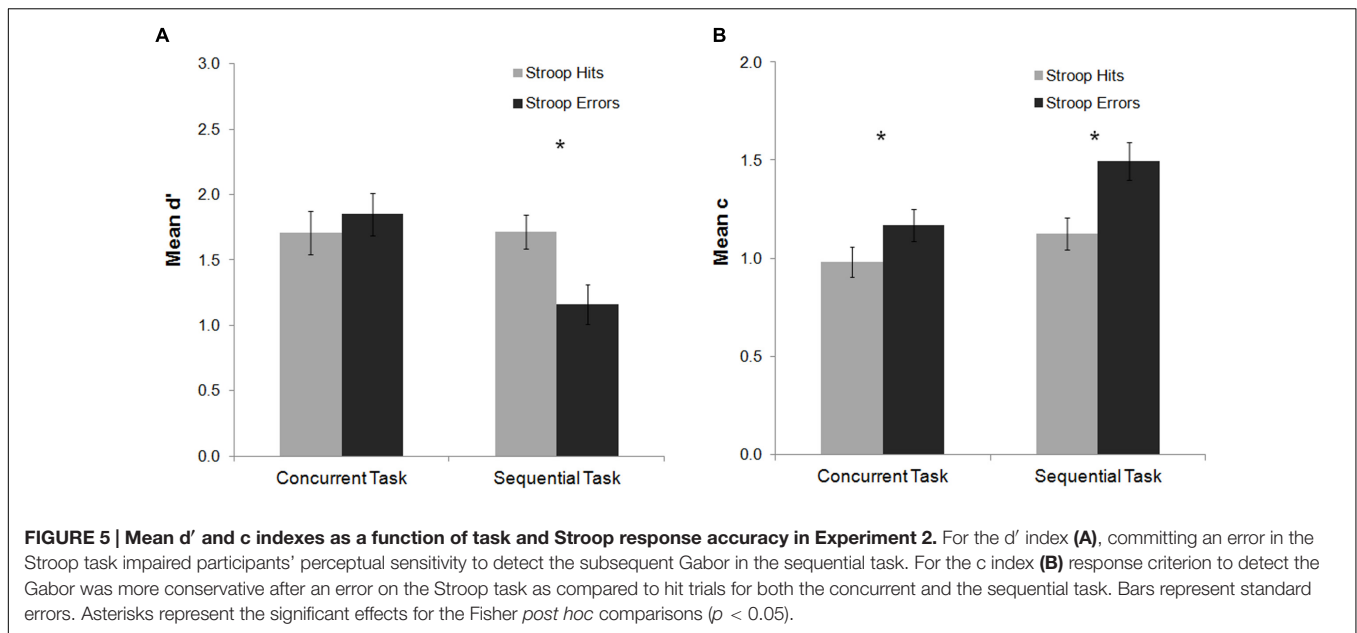 A
B
3.0
2.5
2.0
1.5
1.0
0.5
0.0
Mean d'
Stroop Hits
Stroop Errors
*
Concurrent Task
Sequential Task
2.0
1.5
1.0
0.5
0.0
Mean c
Stroop Hits
Stroop Errors
*
*
Concurrent Task
Sequential Task
FIGURE 5 | Mean d′ and c indexes as a function of task and Stroop response accuracy in Experiment 2. For the d′ index (A), committing an error in the
Stroop task impaired participants’ perceptual sensitivity to detect the subsequent Gabor in the sequential task. For the c index (B) response criterion to detect the
Gabor was more conservative after an error on the Stroop task as compared to hit trials for both the concurrent and the sequential task. Bars represent standard
errors. Asterisks represent the significant effects for the Fisher post hoc comparisons (p < 0.05).